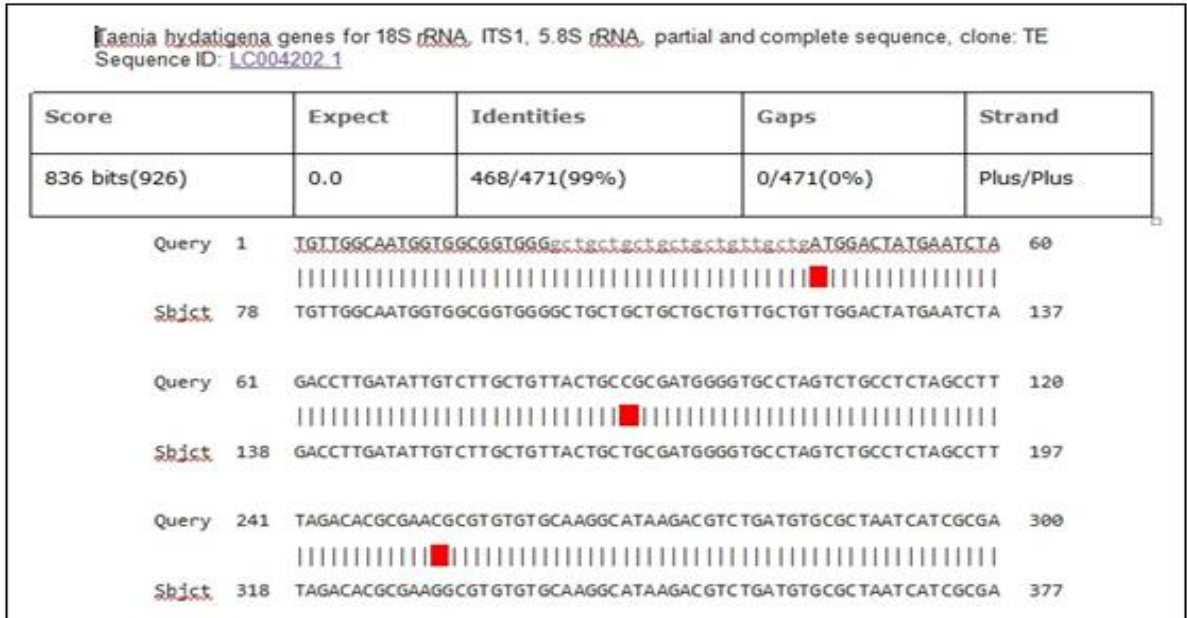 Taenia hydatigena genes for 18S rRNA, ITS1, 5.8S rRNA, partial and complete sequence, clone: TE
Sequence ID: LC004202.1
Score Expect Identities Gaps Strand
836 bits(926) 0.0 468/471(99%) 0/471(0%) Plus/Plus
Query 1 TGTTGGCAATGGTGGCGGTGGGgctgctgctgctgctgttgctgATGGACTATGAATCTA 60
Sbjct 78 TGTTGGCAATGGTGGCGGTGGGGCTGCTGCTGCTGCTGTTGCTGTTGGACTATGAATCTA 137
Query 61 GACCTTGATATTGTCTTGCTGTTACTGCCGCGATGGGGTGCCTAGTCTGCCTCTAGCCTT 120
Sbjct 138 GACCTTGATATTGTCTTGCTGTTACTGCTGCGATGGGGTGCCTAGTCTGCCTCTAGCCTT 197
Query 241 TAGACACGCGAACGCGTGTGTGCAAGGCATAAGACGTCTGATGTGCGCTAATCATCGCGA 300
Sbjct 318 TAGACACGCGAAGGCGTGTGTGCAAGGCATAAGACGTCTGATGTGCGCTAATCATCGCGA 377